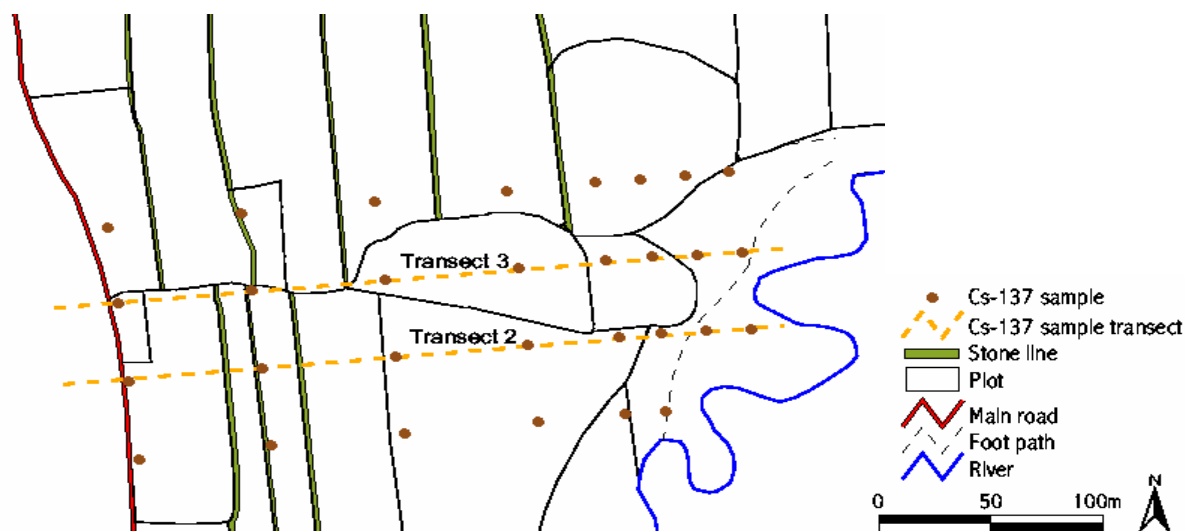 Transect 3
Transect 2
Cs-137 sample
Cs-137 sample transect
Stone line
Plot
Main road
Foot path
River
N
0 50 100m